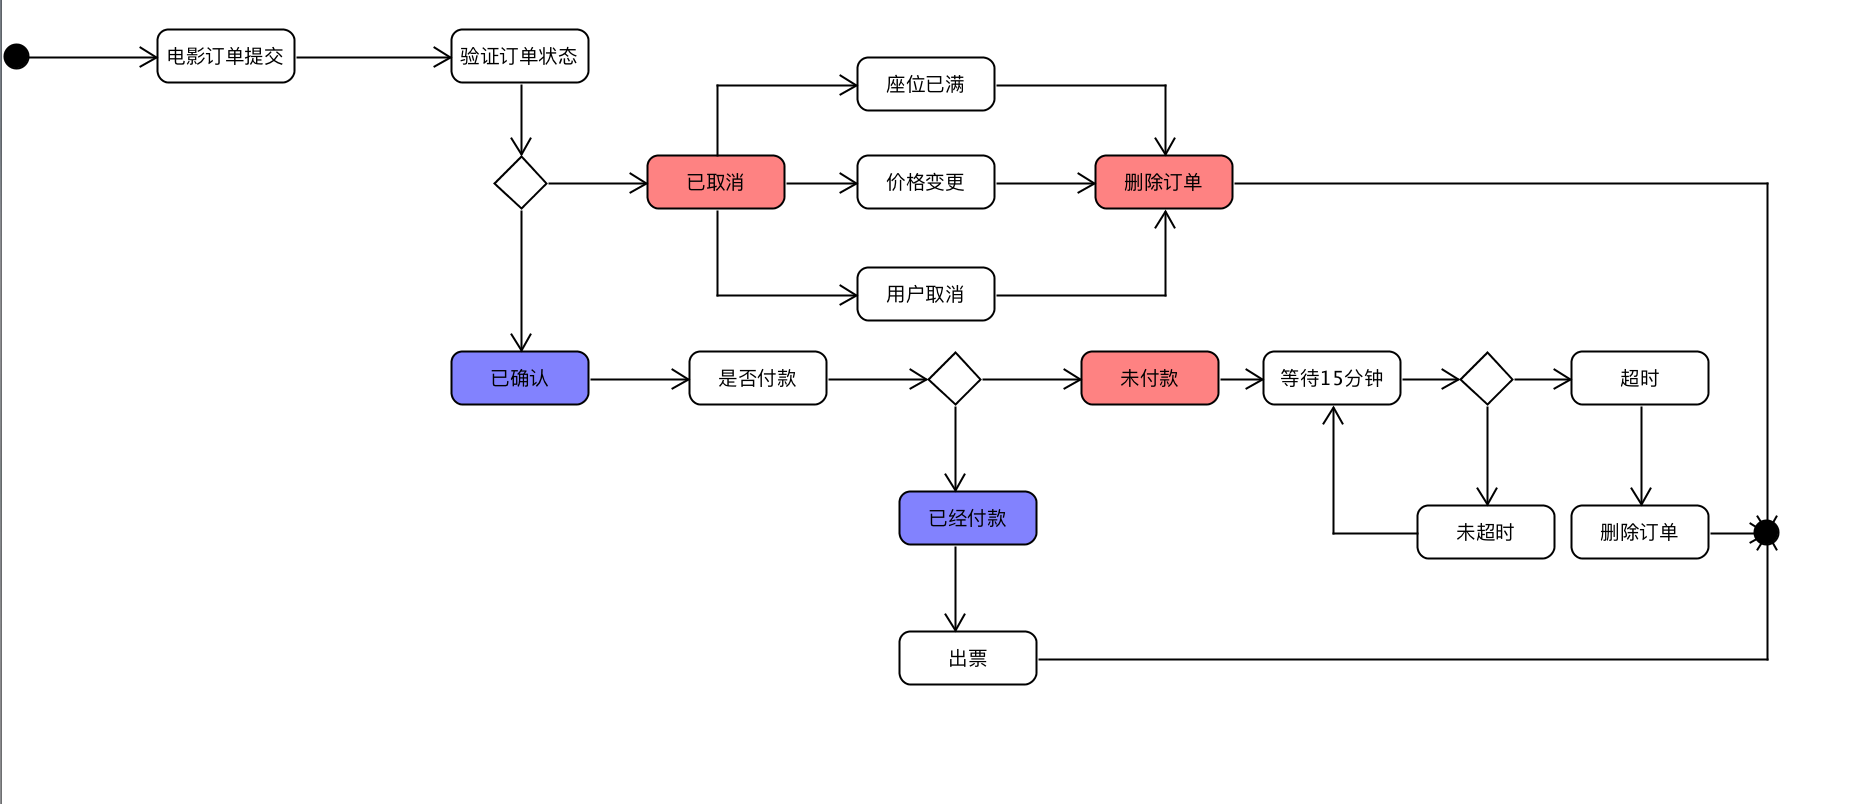 电影订单提交
验证订单状态
座位已满
已取消
价格变更
删除订单
用户取消
已确认
是否付款
未付款
等待15分钟
超时
已经付款
未超时
删除订单
出票